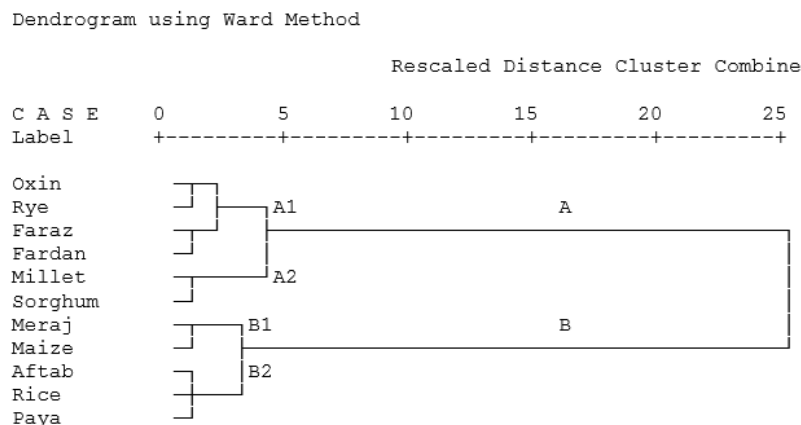 Dendrogram using Ward Method
Rescaled Distance Cluster Combine
C A S E 0 5 10 15 20 25
Label +---------+---------+---------+---------+---------+
Oxin
Rye A1 A
Faraz
Fardan
Millet A2
Sorghum
Meraj B1 B
Maize
Aftab B2
Rice
Paya